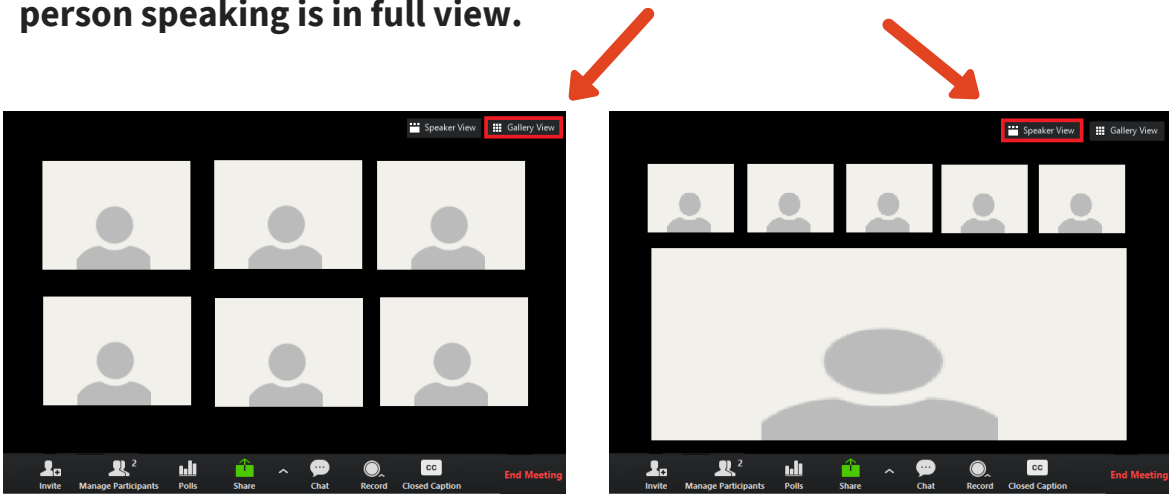 person speaking is in full view.
Speaker View Gallery View
Invite Manage Participants 2 Polls Share Chat Record CC Closed Caption End Meeting
Speaker View Gallery View
Invite Manage Participants 2 Polls Share Chat Record CC Closed Caption End Meeting